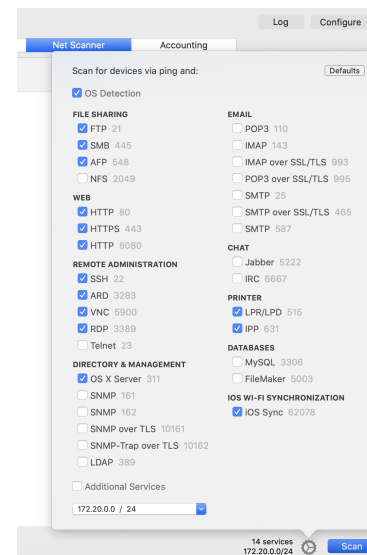 Log Configure
Net Scanner Accounting
Scan for devices via ping and: Defaults
OS Detection
FILE SHARING
FTP 21
SMB 445
AFP 548
NFS 2049
WEB
HTTP 80
HTTPS 443
HTTP 8080
REMOTE ADMINISTRATION
SSH 22
ARD 3283
VNC 5900
RDP 3389
Telnet 23
DIRECTORY & MANAGEMENT
OS X Server 311
SNMP 161
SNMP 162
SNMP over TLS 10161
SNMP-Trap over TLS 10162
LDAP 389
EMAIL
POP3 110
IMAP 143
IMAP over SSL/TLS 993
POP3 over SSL/TLS 995
SMTP 25
SMTP over SSL/TLS 465
SMTP 587
CHAT
Jabber 5222
IRC 6667
PRINTER
LPR/LPD 515
IPP 631
DATABASES
MySQL 3306
FileMaker 5003
IOS WI-FI SYNCHRONIZATION
iOS Sync 62078
Additional Services
172.20.0.0 / 24
14 services
172.20.0.0/24
Scan